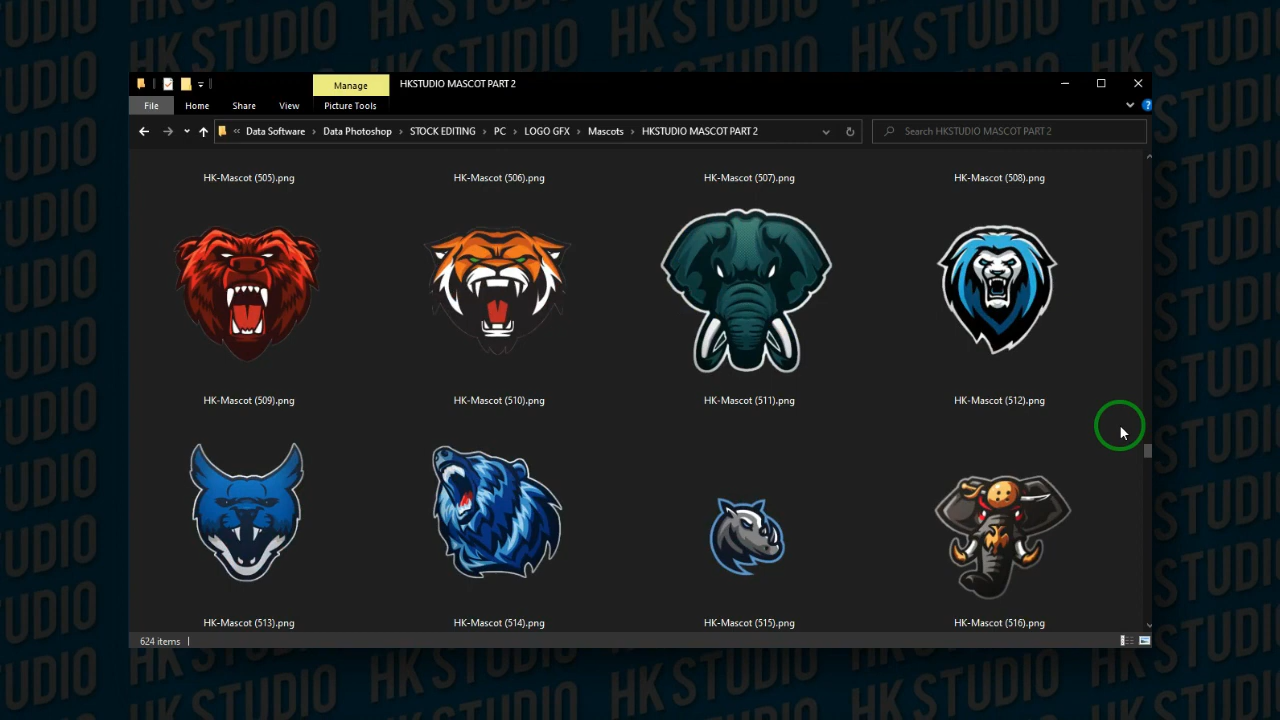 Manage
HKSTUDIO MASCOT PART 2
File
Home
Share
View
Picture Tools
Data Software
Data Photoshop
STOCK EDITING
PC
LOGO GFX
Mascots
HKSTUDIO MASCOT PART 2
Search HKSTUDIO MASCOT PART 2
HK-Mascot (505).png
HK-Mascot (506).png
HK-Mascot (507).png
HK-Mascot (508).png
HK-Mascot (509).png
HK-Mascot (510).png
HK-Mascot (511).png
HK-Mascot (512).png
HK-Mascot (513).png
HK-Mascot (514).png
HK-Mascot (515).png
HK-Mascot (516).png
624 items
HK STUDIO